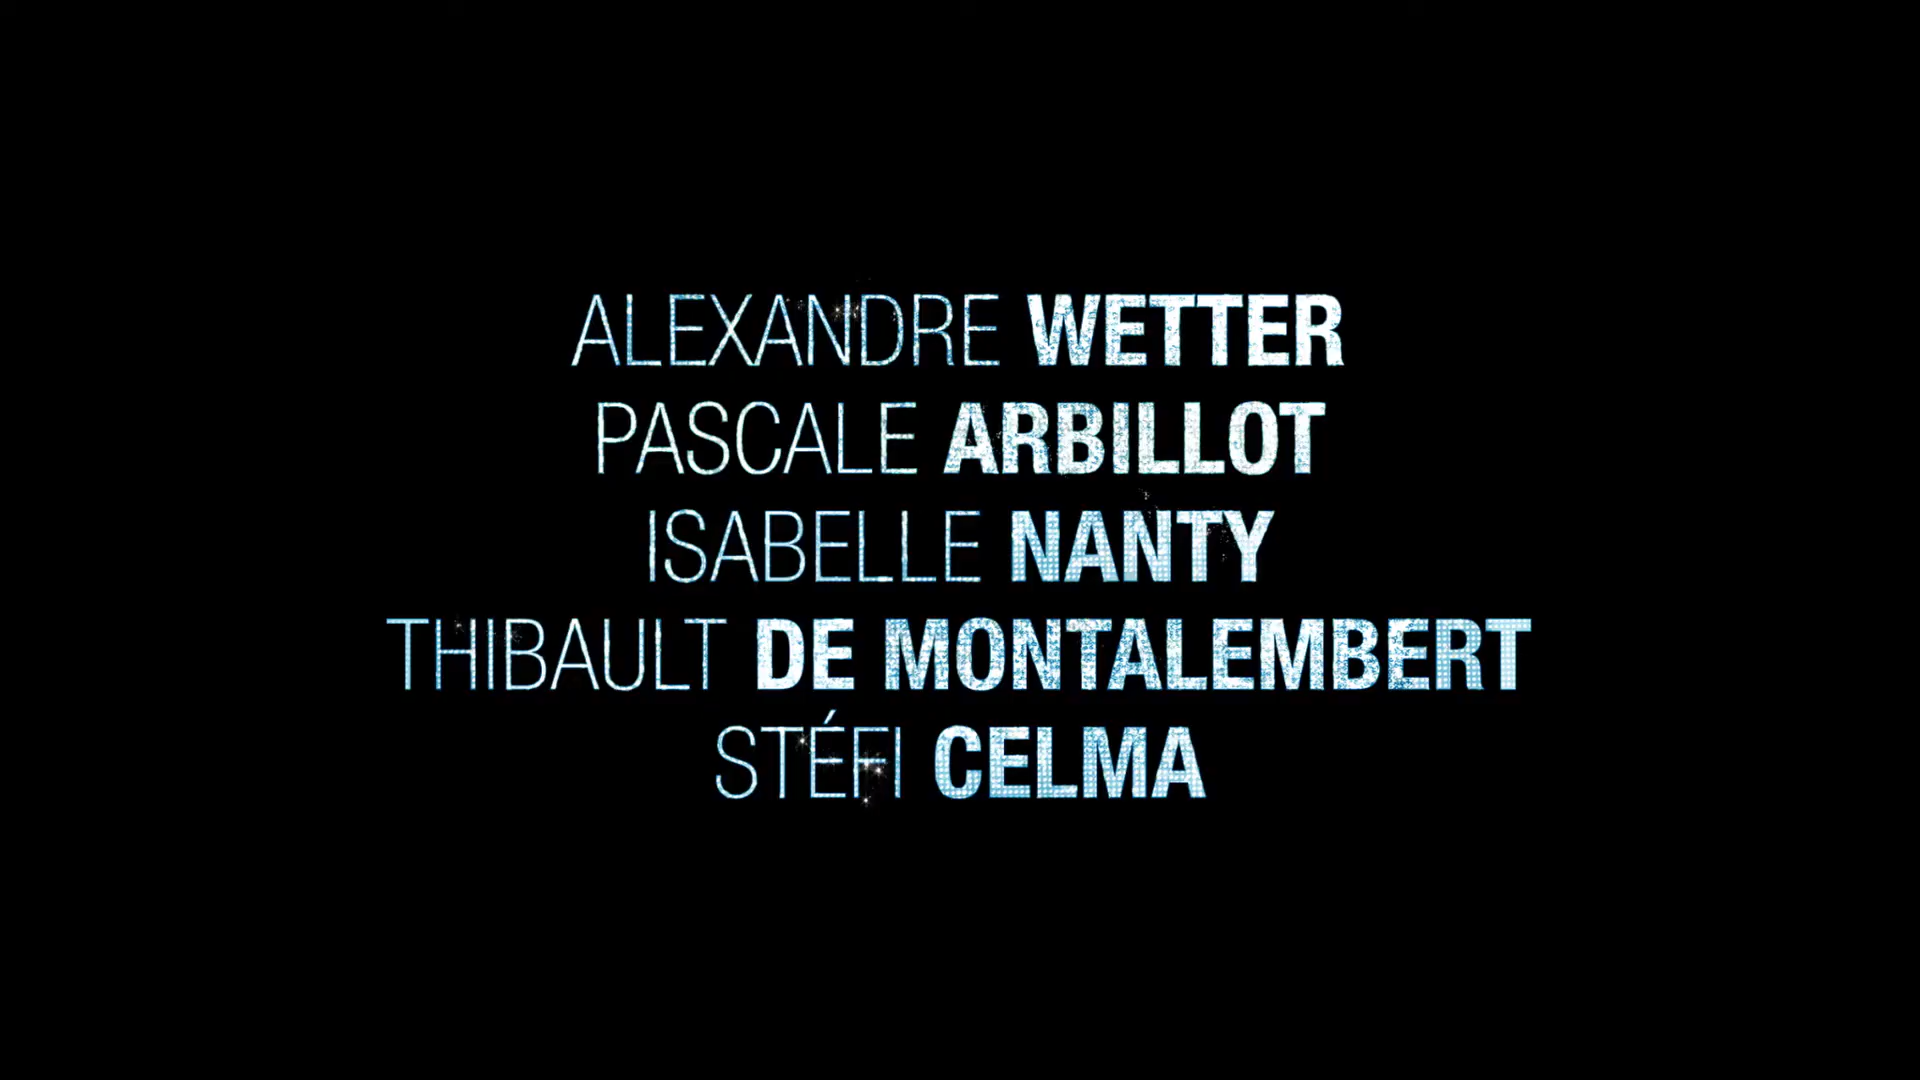 ALEXANDRE WETTER
PASCALE ARBILLOT
ISABELLE NANTY
THIBAULT DE MONTALEMBERT
STÉFI CELMA